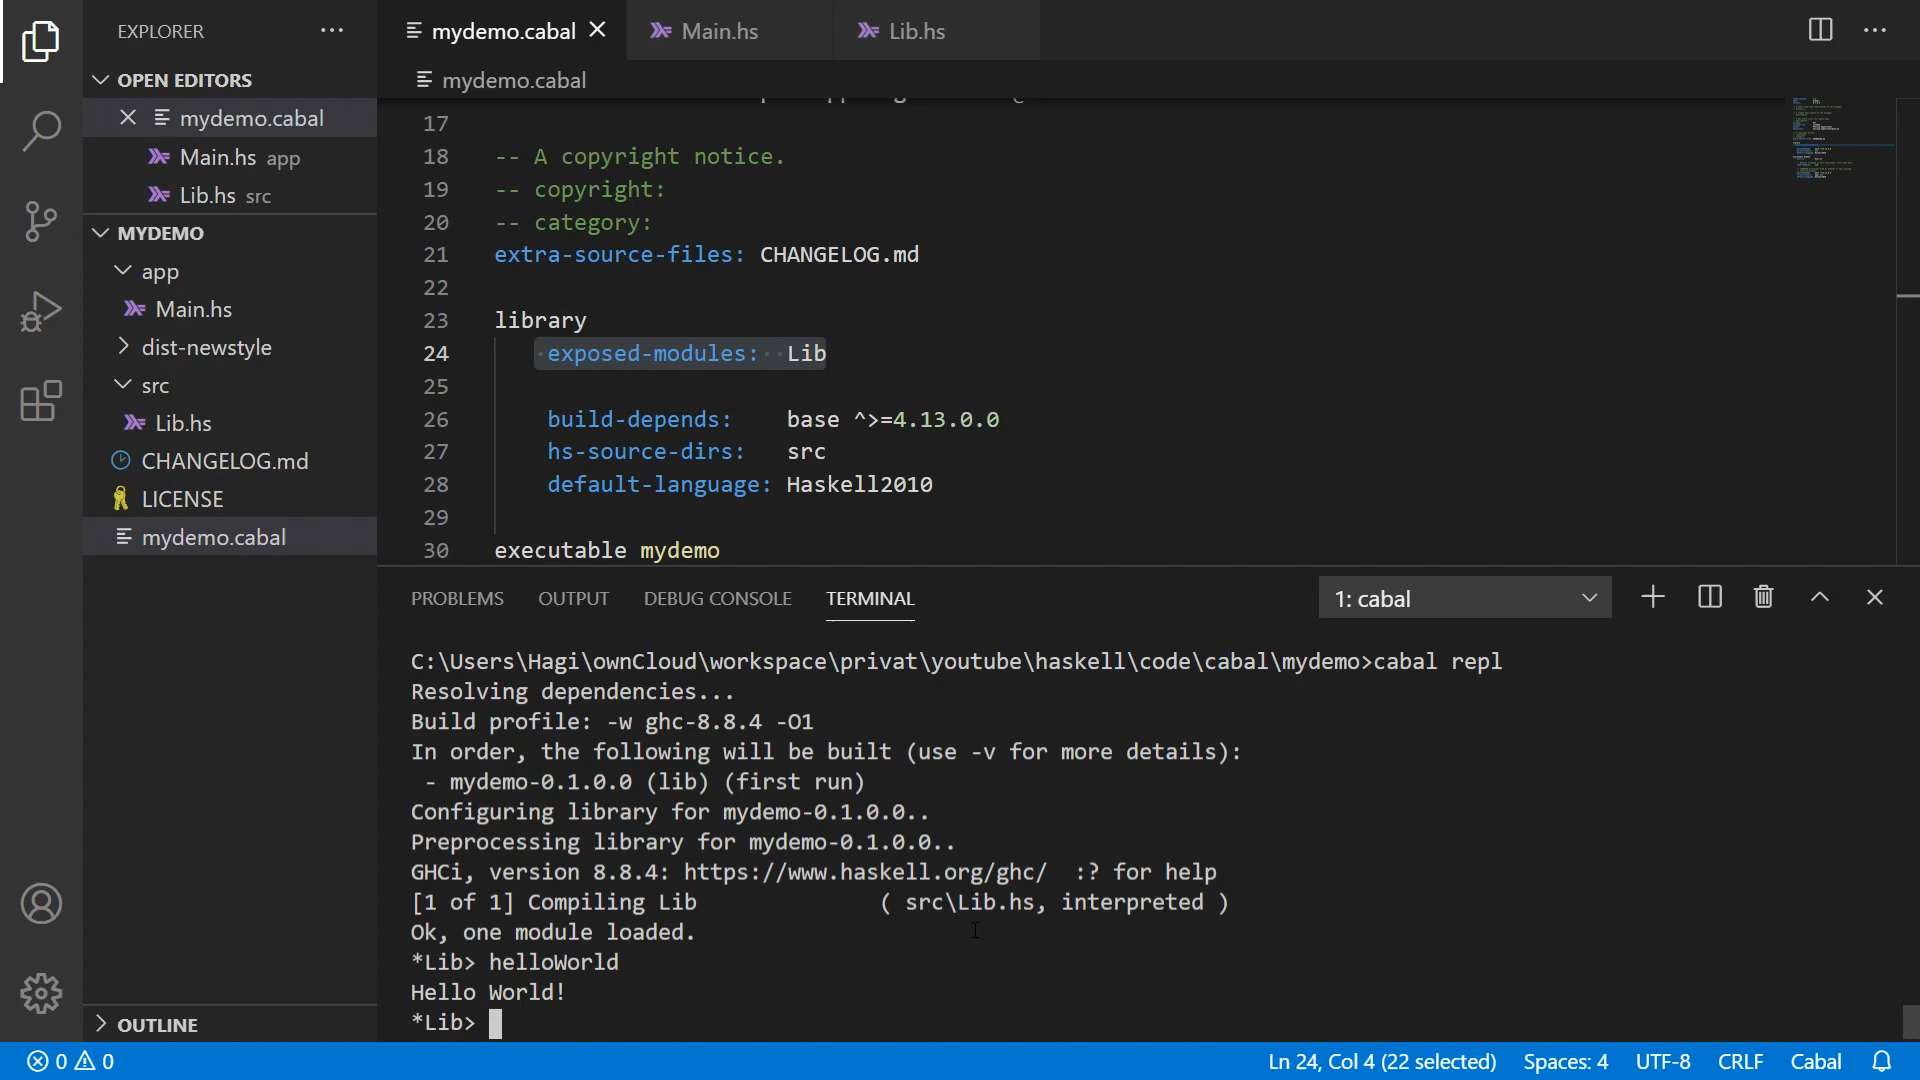 EXPLORER
OPEN EDITORS
mydemo.cabal
Main.hs app
Lib.hs src
MYDEMO
app
Main.hs
dist-newstyle
src
Lib.hs
CHANGELOG.md
LICENSE
mydemo.cabal
OUTLINE
mydemo.cabal
Main.hs
Lib.hs
mydemo.cabal
17
18 -- A copyright notice.
19 -- copyright:
20 -- category:
21 extra-source-files: CHANGELOG.md
22
23 library
24 exposed-modules: Lib
25
26 build-depends: base ^>=4.13.0.0
27 hs-source-dirs: src
28 default-language: Haskell2010
29
30 executable mydemo
PROBLEMS OUTPUT DEBUG CONSOLE TERMINAL 1: cabal
C:\Users\Hagi\ownCloud\workspace\privat\youtube\haskell\code\cabal\mydemo>cabal repl
Resolving dependencies...
Build profile: -w ghc-8.8.4 -O1
In order, the following will be built (use -v for more details):
- mydemo-0.1.0.0 (lib) (first run)
Configuring library for mydemo-0.1.0.0..
Preprocessing library for mydemo-0.1.0.0..
GHCi, version 8.8.4: https://www.haskell.org/ghc/ :? for help
[1 of 1] Compiling Lib ( src\Lib.hs, interpreted )
Ok, one module loaded.
*Lib> helloWorld
Hello World!
*Lib>
0 0 Ln 24, Col 4 (22 selected) Spaces: 4 UTF-8 CRLF Cabal